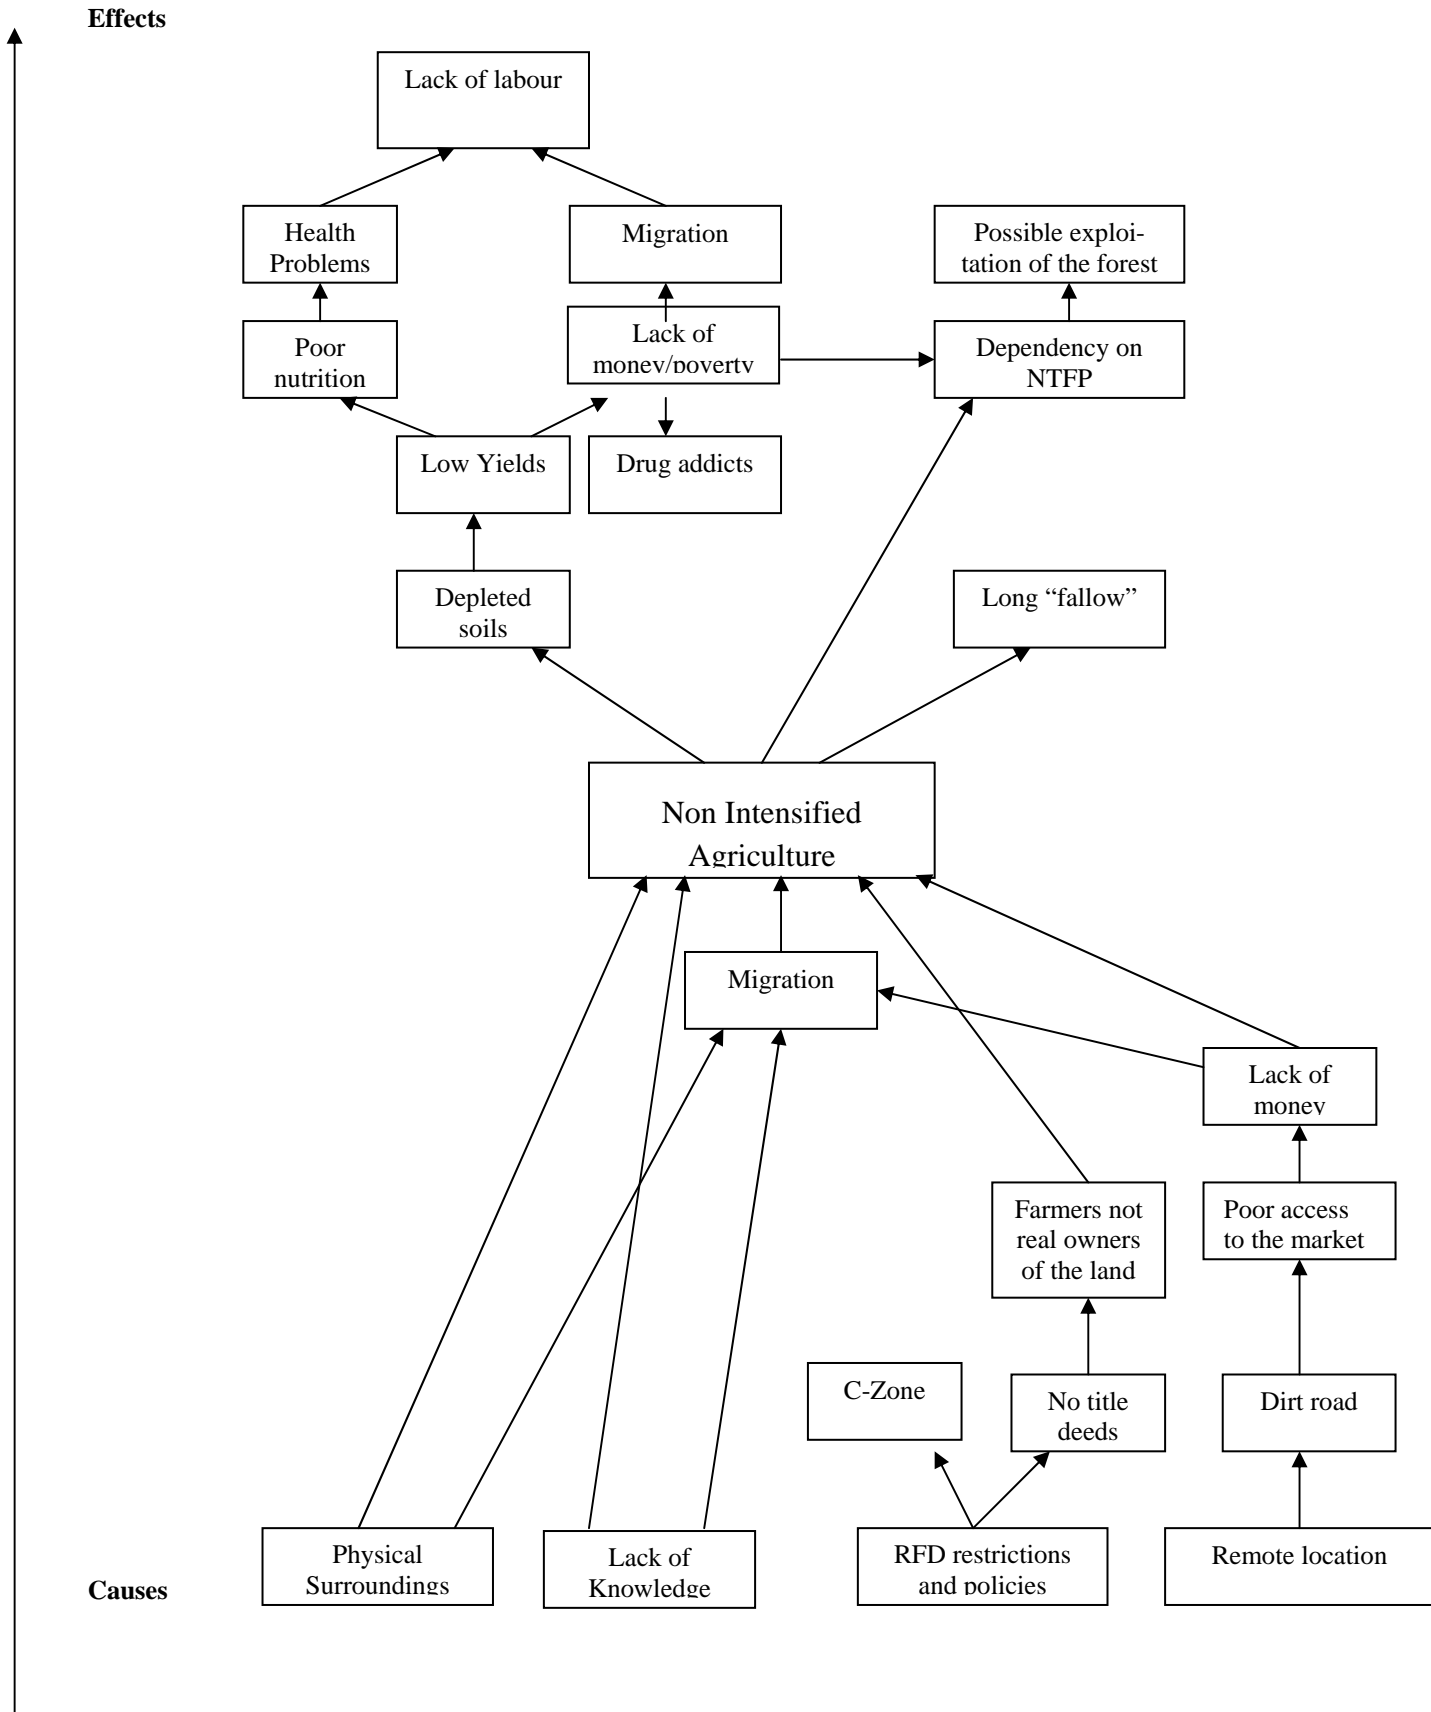 Effects
Lack of labour
Health
Problems
Migration
Possible exploi-
tation of the forest
Poor
nutrition
Lack of
money/poverty
Dependency on
NTFP
Low Yields
Drug addicts
Depleted
soils
Long “fallow”
Non Intensified
Agriculture
Migration
Lack of
money
Farmers not
real owners
of the land
Poor access
to the market
C-Zone
No title
deeds
Dirt road
Physical
Surroundings
Lack of
Knowledge
RFD restrictions
and policies
Remote location
Causes